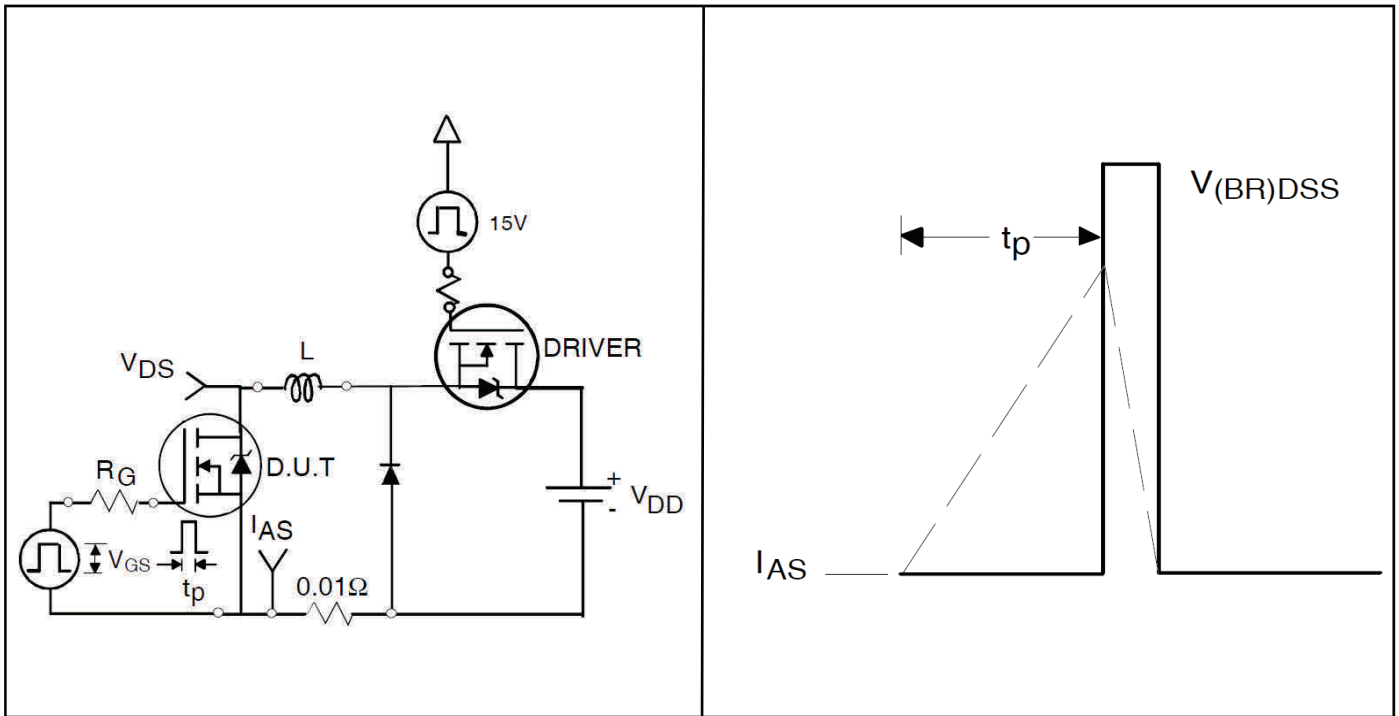 15V
DRIVER
L
VDS
D.U.T
RG
+
VDD
-
IAS
VGS
tp
0.01Ω
V(BR)DSS
tp
IAS